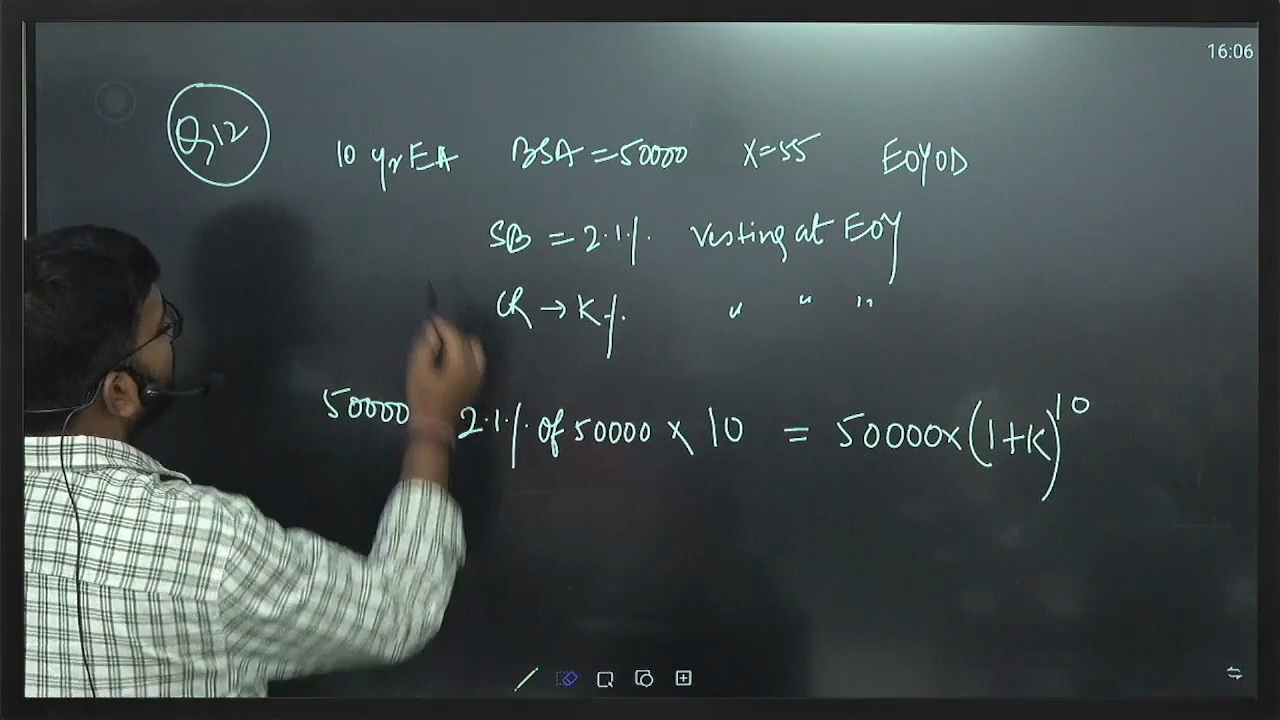 16:06
Q12
10 yr EA BSA = 50000 x=55 EOYOD
SB = 2.1% Vesting at EOY
CR → K% " " "
50000 2.1% of 50000 × 10 = 50000 × (1+K)^10